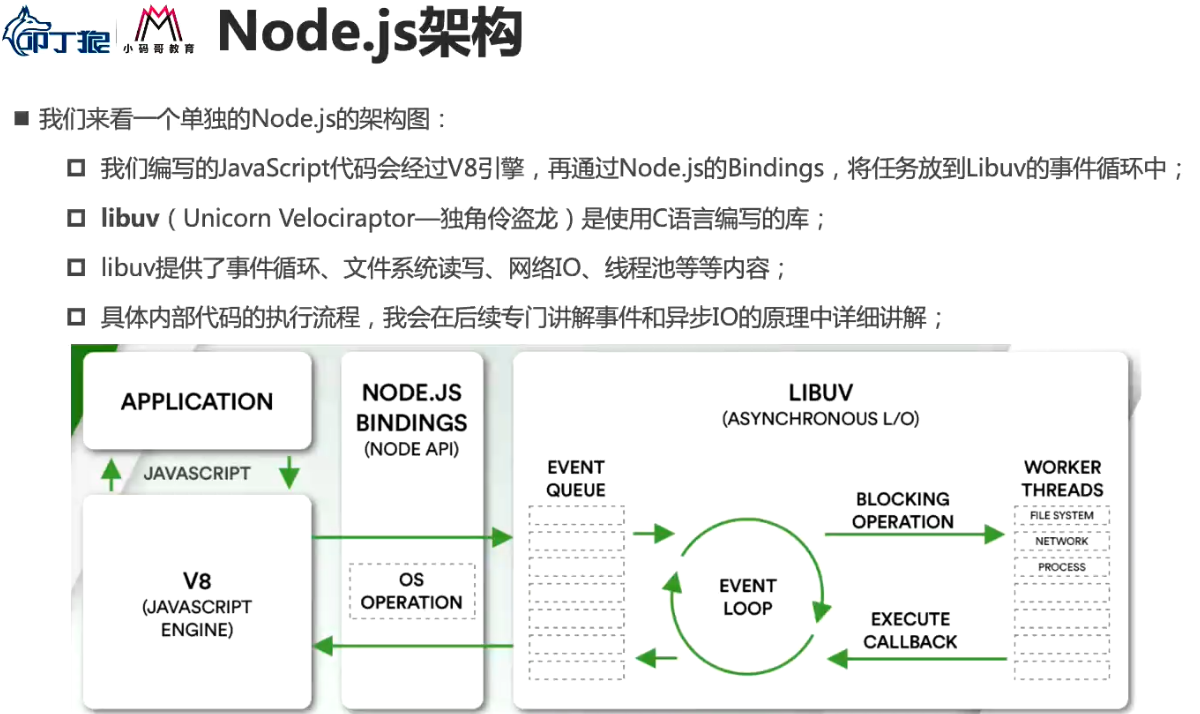 叩丁狼 小码哥教育 Node.js架构
■ 我们来看一个单独的Node.js的架构图：
我们编写的JavaScript代码会经过V8引擎，再通过Node.js的Bindings，将任务放到Libuv的事件循环中；
libuv（Unicorn Velociraptor—独角伶盗龙）是使用C语言编写的库；
libuv提供了事件循环、文件系统读写、网络IO、线程池等等内容；
具体内部代码的执行流程，我会在后续专门讲解事件和异步IO的原理中详细讲解；
APPLICATION
JAVASCRIPT
V8
(JAVASCRIPT
ENGINE)
NODE.JS
BINDINGS
(NODE API)
OS
OPERATION
LIBUV
(ASYNCHRONOUS L/O)
EVENT
QUEUE
EVENT
LOOP
BLOCKING
OPERATION
EXECUTE
CALLBACK
WORKER
THREADS
FILE SYSTEM
NETWORK
PROCESS